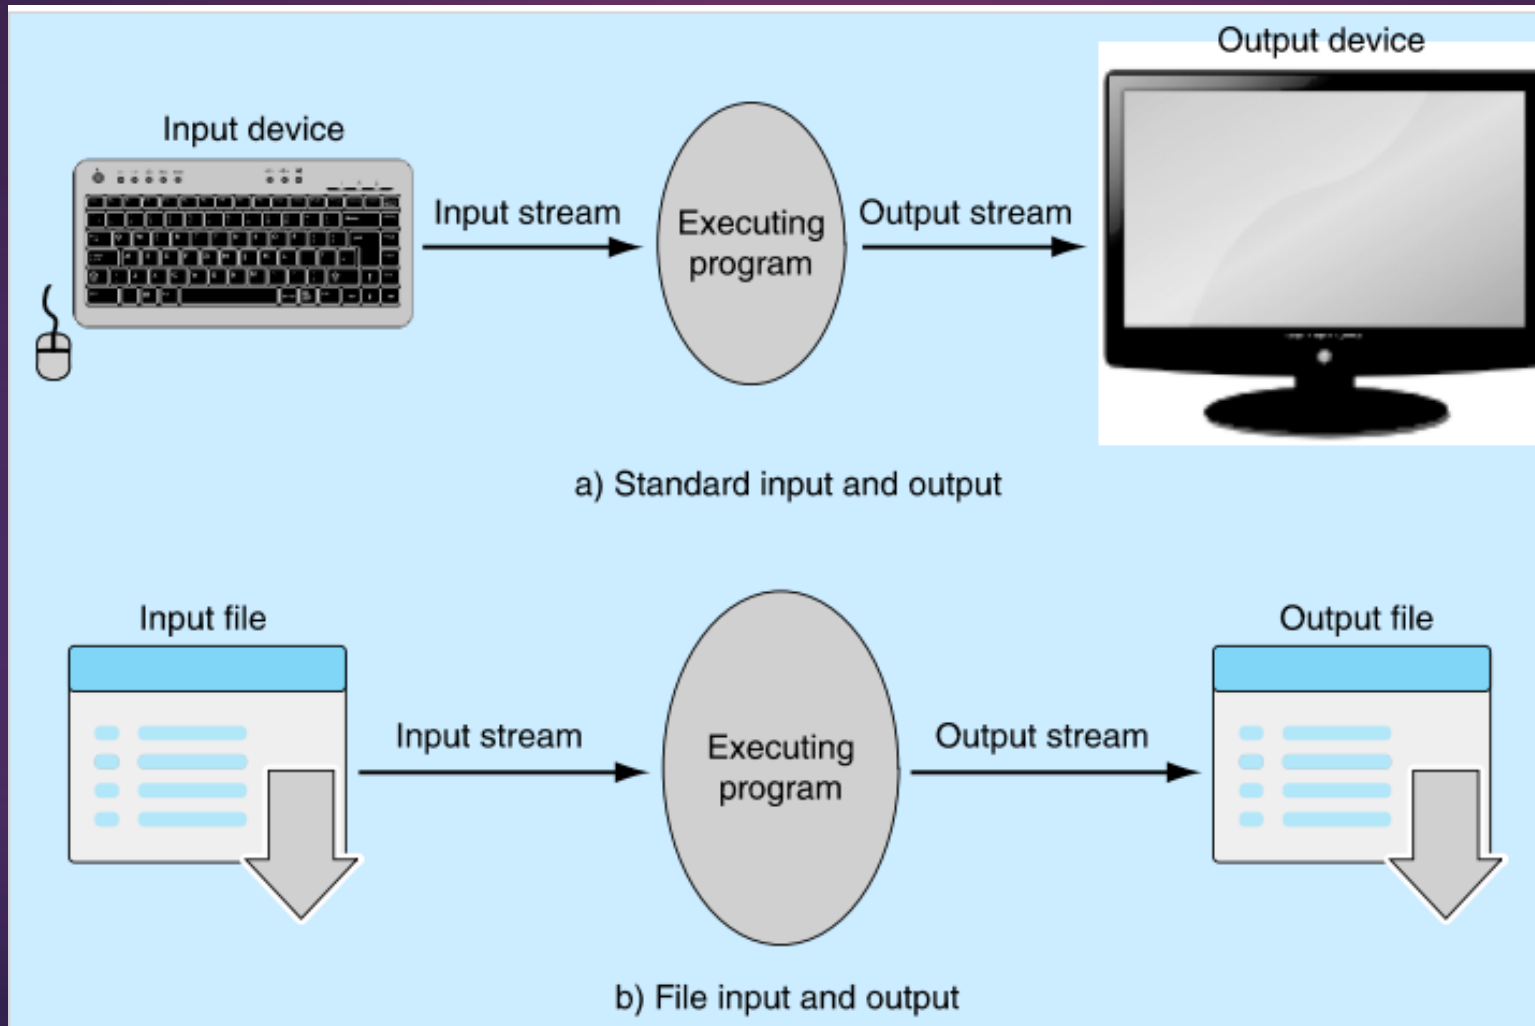 Output device
Input device
Input stream
Executing
program
Output stream
a) Standard input and output
Input file
Output file
Input stream
Executing
program
Output stream
b) File input and output